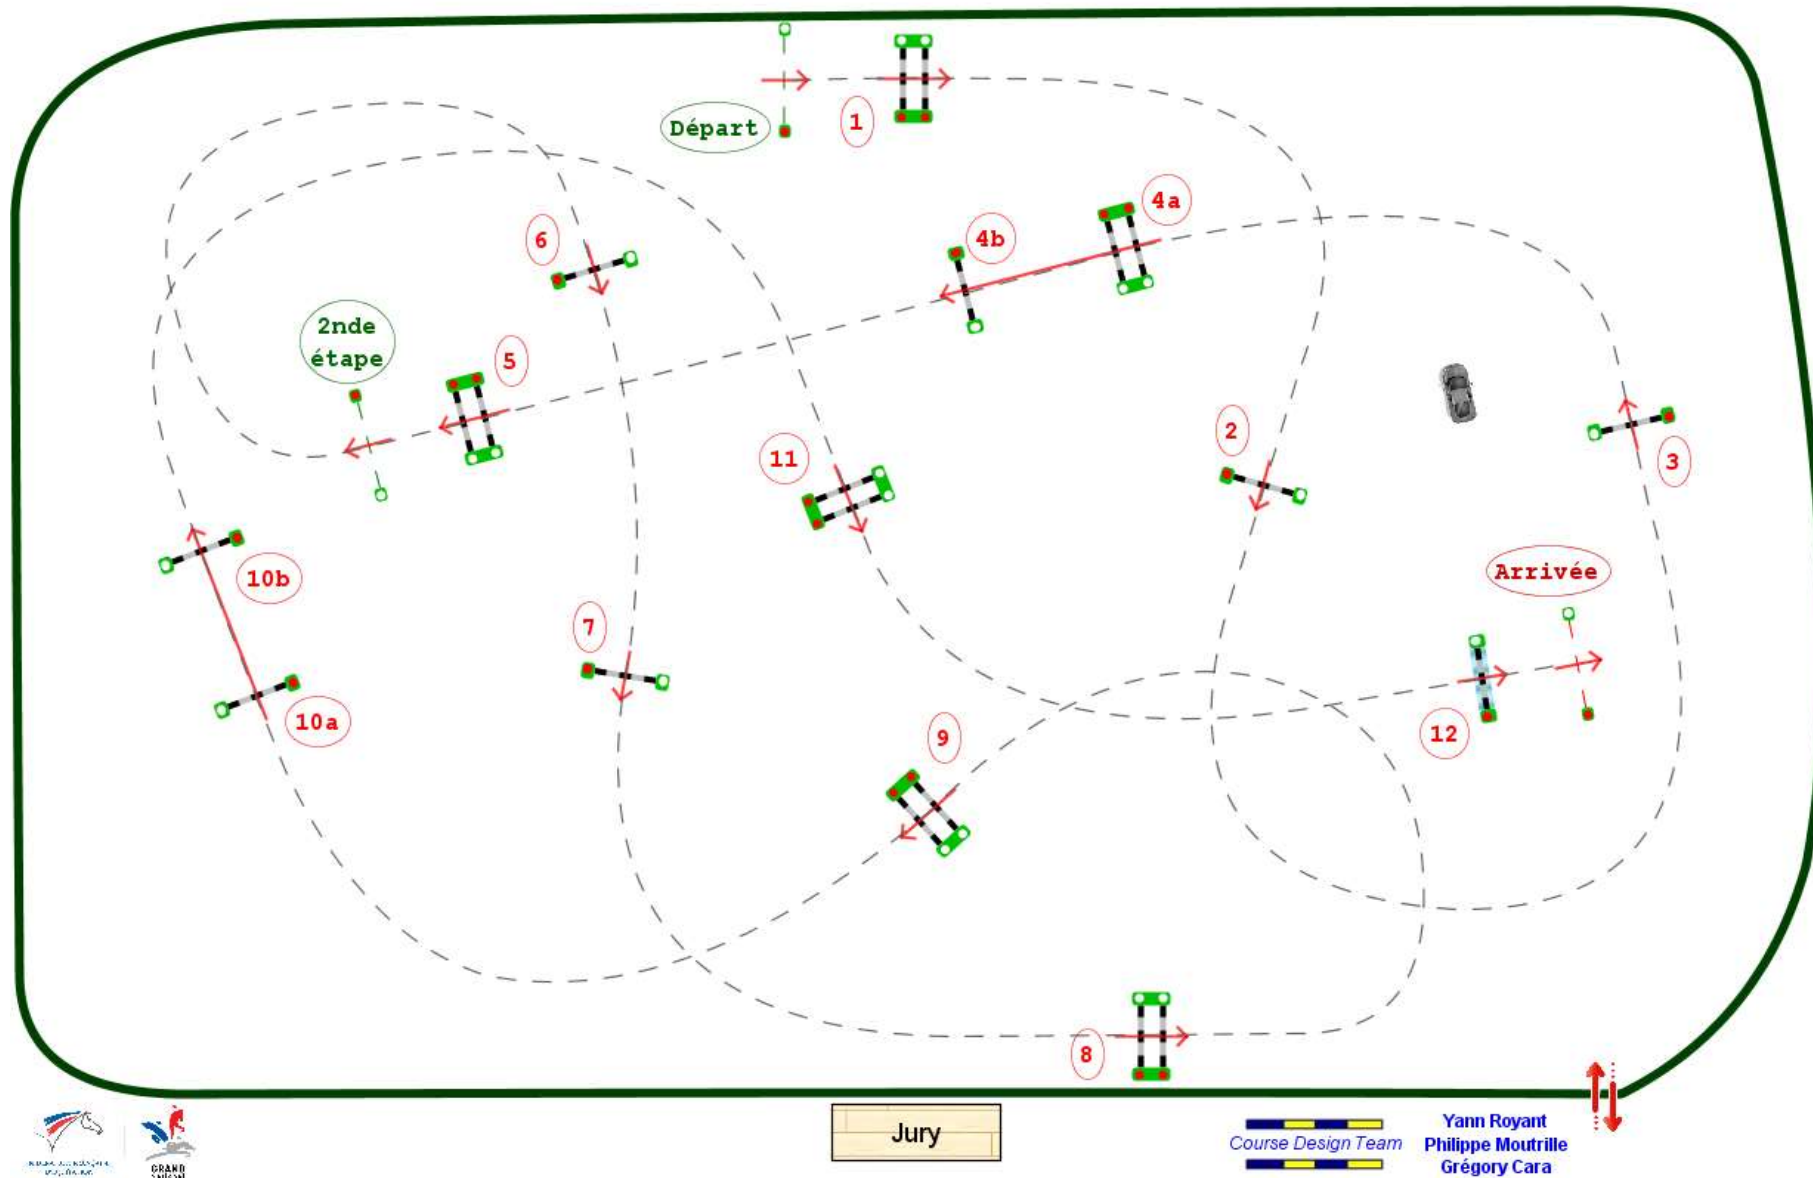 Départ
1
4a
4b
6
2nde
étape
5
2
11
3
Arrivée
10b
7
10a
12
9
8
Jury
Course Design Team
Yann Royant
Philippe Moutrille
Grégory Cara
GRAND